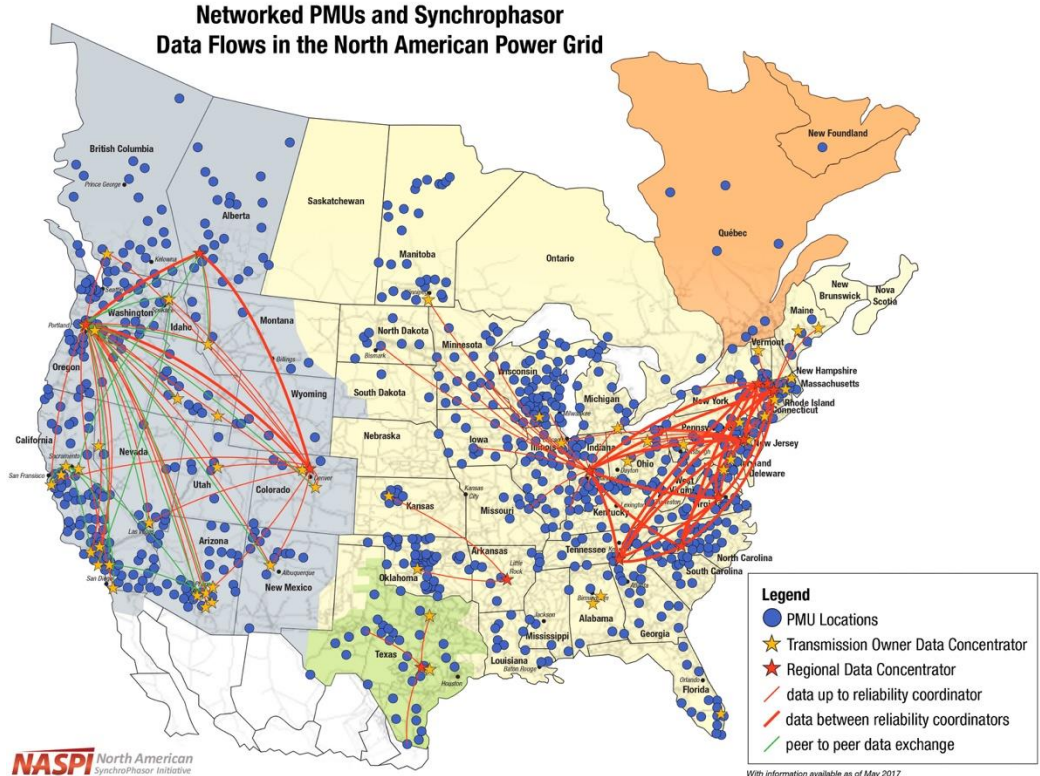 Networked PMUs and Synchrophasor
Data Flows in the North American Power Grid
New Foundland
British Columbia
Prince George
Alberta
Saskatchewan
Manitoba
Ontario
Québec
New
Brunswick
Nova
Scotia
Maine
Kelowna
Seattle
Washington
Portland
Idaho
Montana
Billings
North Dakota
Bismark
Minnesota
Wisconsin
Michigan
Vermont
New Hampshire
Massachusetts
Rhode Island
Connecticut
New York
Oregon
Wyoming
South Dakota
Milwaukee
New Jersey
Deleware
California
Sacramento
San Francisco
Nevada
Utah
Colorado
Denver
Nebraska
Iowa
Illinois
Indiana
Ohio
Dayton
Kansas
Kansas
City
Missouri
Kentucky
Lexington
West
Las Vegas
Arizona
San Diego
New Mexico
Albuquerque
Oklahoma
Arkansas
Little
Rock
Tennessee
North Carolina
South Carolina
Texas
Houston
Louisiana
Baton Rouge
Jackson
Mississippi
Alabama
Georgia
Orlando
Florida
Legend
PMU Locations
Transmission Owner Data Concentrator
Regional Data Concentrator
data up to reliability coordinator
data between reliability coordinators
peer to peer data exchange
NASPI North American
SynchroPhasor Initiative
With information available as of May 2017